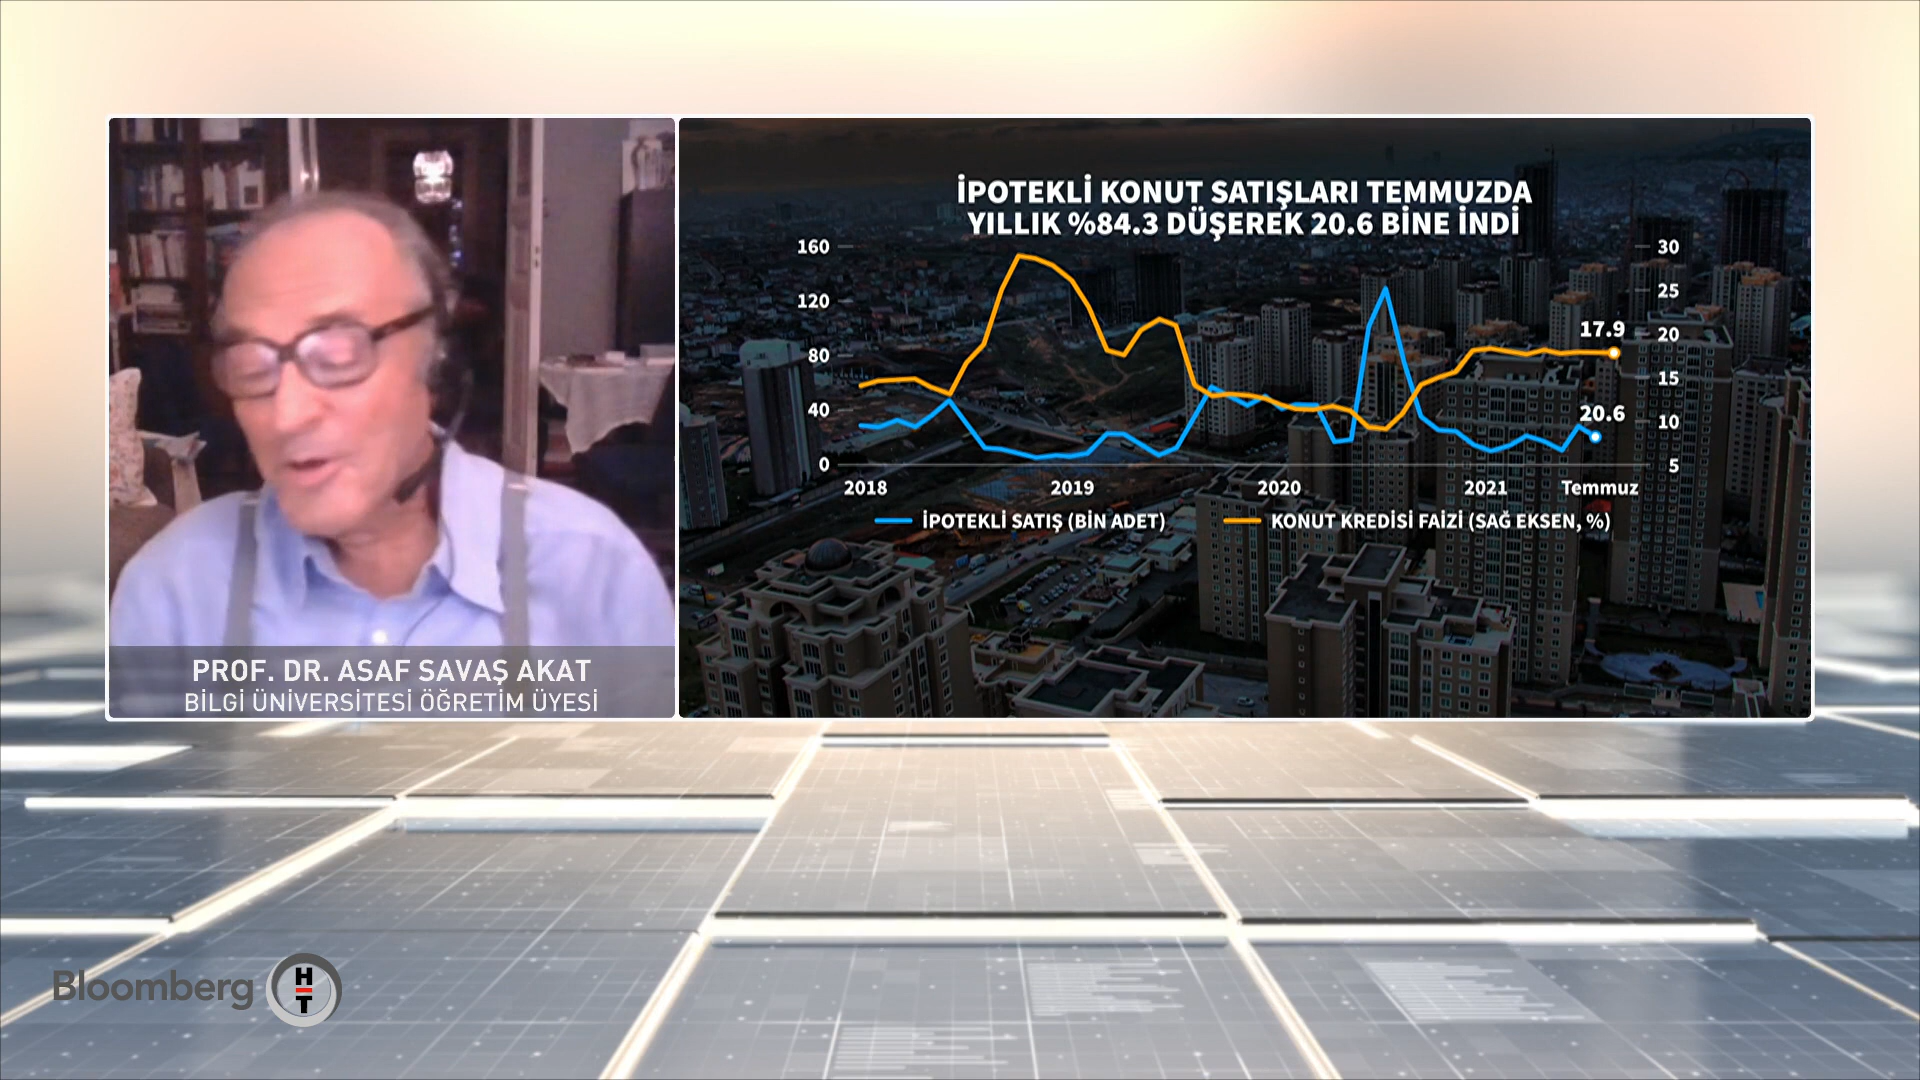 İPOTEKLİ KONUT SATIŞLARI TEMMUZDA
YILLIK %84.3 DÜŞEREK 20.6 BİNE İNDİ
160
120
80
40
0
30
25
20
15
10
5
17.9
20.6
2018 2019 2020 2021 Temmuz
İPOTEKLİ SATIŞ (BİN ADET) KONUT KREDİSİ FAİZİ (SAĞ EKSEN, %)
PROF. DR. ASAF SAVAŞ AKAT
BİLGİ ÜNİVERSİTESİ ÖĞRETİM ÜYESİ
Bloomberg HT